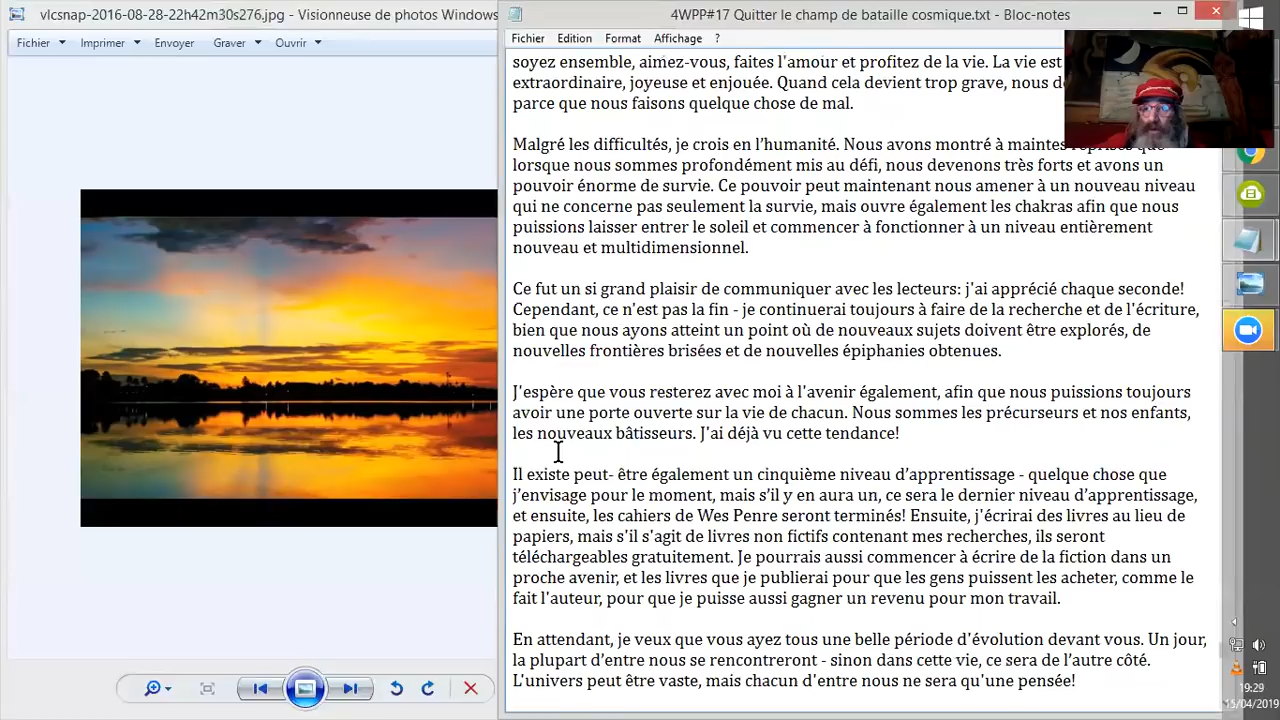 vlcsnap-2016-08-28-22h42m30s276.jpg - Visionneuse de photos Windows
4WPP#17 Quitter le champ de bataille cosmique.txt - Bloc-notes
Fichier Imprimer Envoyer Graver Ouvrir
Fichier Edition Format Affichage ?
soyez ensemble, aimez-vous, faites l'amour et profitez de la vie. La vie est
extraordinaire, joyeuse et enjouée. Quand cela devient trop grave, nous
parce que nous faisons quelque chose de mal.
Malgré les difficultés, je crois en l’humanité. Nous avons montré à maintes reprises que
lorsque nous sommes profondément mis au défi, nous devenons très forts et avons un
pouvoir énorme de survie. Ce pouvoir peut maintenant nous amener à un nouveau niveau
qui ne concerne pas seulement la survie, mais ouvre également les chakras afin que nous
puissions laisser entrer le soleil et commencer à fonctionner à un niveau entièrement
nouveau et multidimensionnel.
Ce fut un si grand plaisir de communiquer avec les lecteurs: j'ai apprécié chaque seconde!
Cependant, ce n’est pas la fin - je continuerai toujours à faire de la recherche et de l'écriture,
bien que nous ayons atteint un point où de nouveaux sujets doivent être explorés, de
nouvelles frontières brisées et de nouvelles épiphanies obtenues.
J'espère que vous resterez avec moi à l'avenir également, afin que nous puissions toujours
avoir une porte ouverte sur la vie de chacun. Nous sommes les précurseurs et nos enfants,
les nouveaux bâtisseurs. J'ai déjà vu cette tendance!
Il existe peut- être également un cinquième niveau d’apprentissage - quelque chose que
j’envisage pour le moment, mais s’il y en aura un, ce sera le dernier niveau d’apprentissage,
et ensuite, les cahiers de Wes Penre seront terminés! Ensuite, j'écrirai des livres au lieu de
papiers, mais s'il s'agit de livres non fictifs contenant mes recherches, ils seront
téléchargeables gratuitement. Je pourrais aussi commencer à écrire de la fiction dans un
proche avenir, et les livres que je publierai pour que les gens puissent les acheter, comme le
fait l'auteur, pour que je puisse aussi gagner un revenu pour mon travail.
En attendant, je veux que vous ayez tous une belle période d'évolution devant vous. Un jour,
la plupart d’entre nous se rencontreront - sinon dans cette vie, ce sera de l’autre côté.
L'univers peut être vaste, mais chacun d'entre nous ne sera qu'une pensée!
19:29
15/04/2019